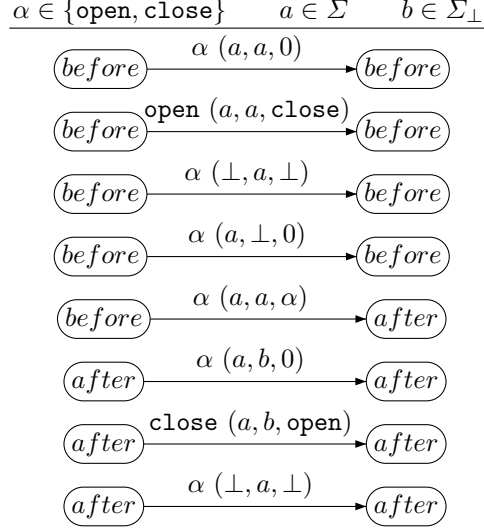 α ∈ {open, close} a ∈ Σ b ∈ Σ⊥
before α (a, a, 0) before
before open (a, a, close) before
before α (⊥, a, ⊥) before
before α (a, ⊥, 0) before
before α (a, a, α) after
after α (a, b, 0) after
after close (a, b, open) after
after α (⊥, a, ⊥) after